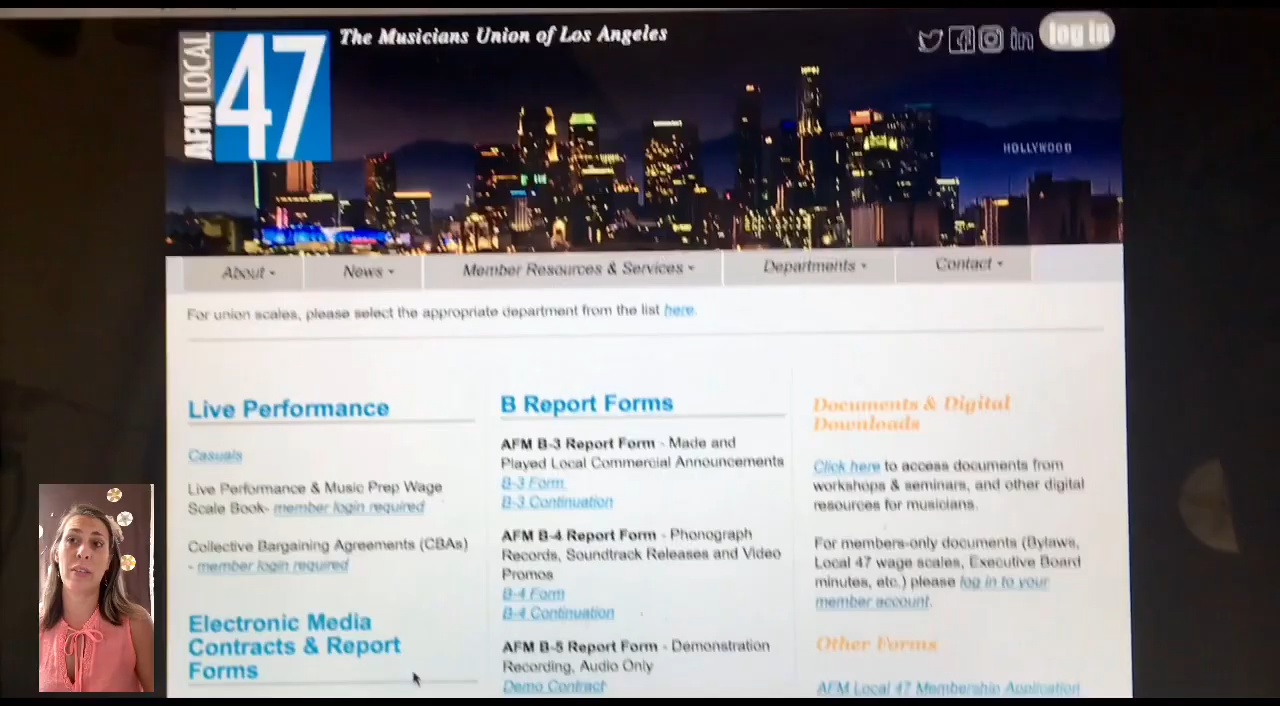 AFM LOCAL
47
The Musicians Union of Los Angeles
log in
HOLLYWOOD
About
News
Member Resources & Services
Departments
Contact
For union scales, please select the appropriate department from the list here.
Live Performance
Casuals
Live Performance & Music Prep Wage
Scale Book- member login required
Collective Bargaining Agreements (CBAs)
- member login required
Electronic Media
Contracts & Report
Forms
B Report Forms
AFM B-3 Report Form - Made and
Played Local Commercial Announcements
B-3 Form
B-3 Continuation
AFM B-4 Report Form - Phonograph
Records, Soundtrack Releases and Video
Promos
B-4 Form
B-4 Continuation
AFM B-5 Report Form - Demonstration
Recording, Audio Only
Demo Contract
Documents & Digital
Downloads
Click here to access documents from
workshops & seminars, and other digital
resources for musicians.
For members-only documents (Bylaws,
Local 47 wage scales, Executive Board
minutes, etc.) please log in to your
member account.
Other Forms
AFM Local 47 Membership Application